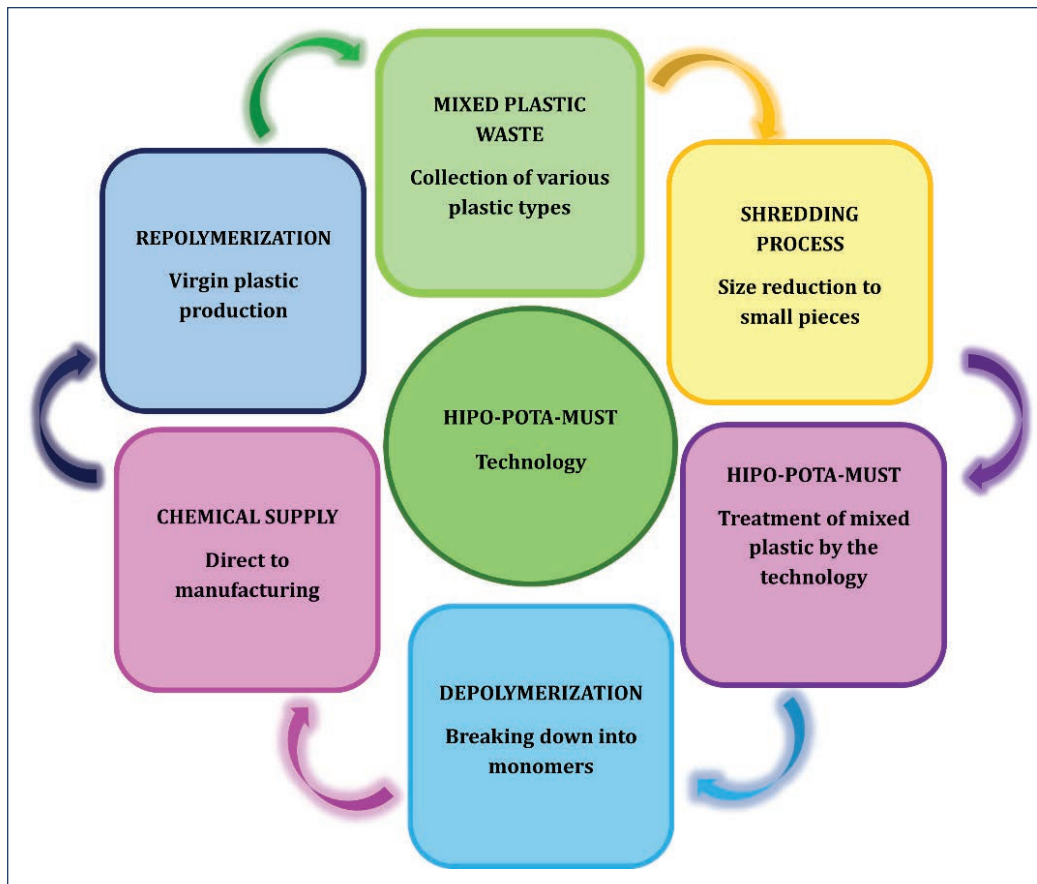 MIXED PLASTIC
WASTE
Collection of various
plastic types
SHREDDING
PROCESS
Size reduction to
small pieces
HIPO-POTA-MUST
Treatment of mixed
plastic by the
technology
DEPOLYMERIZATION
Breaking down into
monomers
CHEMICAL SUPPLY
Direct to
manufacturing
REPOLYMERIZATION
Virgin plastic
production
HIPO-POTA-MUST
Technology